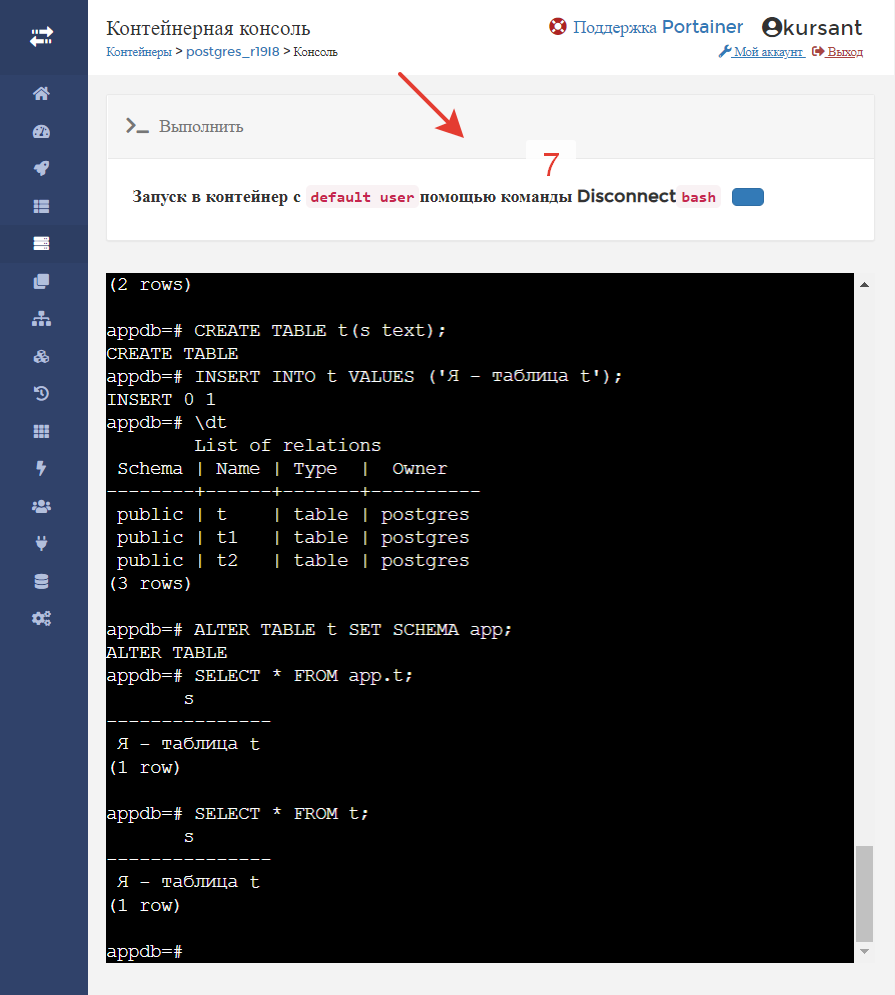 Контейнерная консоль
Поддержка Portainer kursant
Контейнеры > postgres_r19l8 > Консоль
Мой аккаунт Выход
Выполнить
7
Запуск в контейнер с default user помощью команды Disconnect bash
(2 rows)
appdb=# CREATE TABLE t(s text);
CREATE TABLE
appdb=# INSERT INTO t VALUES ('Я – таблица t');
INSERT 0 1
appdb=# \dt
List of relations
Schema | Name | Type | Owner
--------+------+-------+----------
public | t | table | postgres
public | t1 | table | postgres
public | t2 | table | postgres
(3 rows)
appdb=# ALTER TABLE t SET SCHEMA app;
ALTER TABLE
appdb=# SELECT * FROM app.t;
s
---------------
Я – таблица t
(1 row)
appdb=# SELECT * FROM t;
s
---------------
Я – таблица t
(1 row)
appdb=#